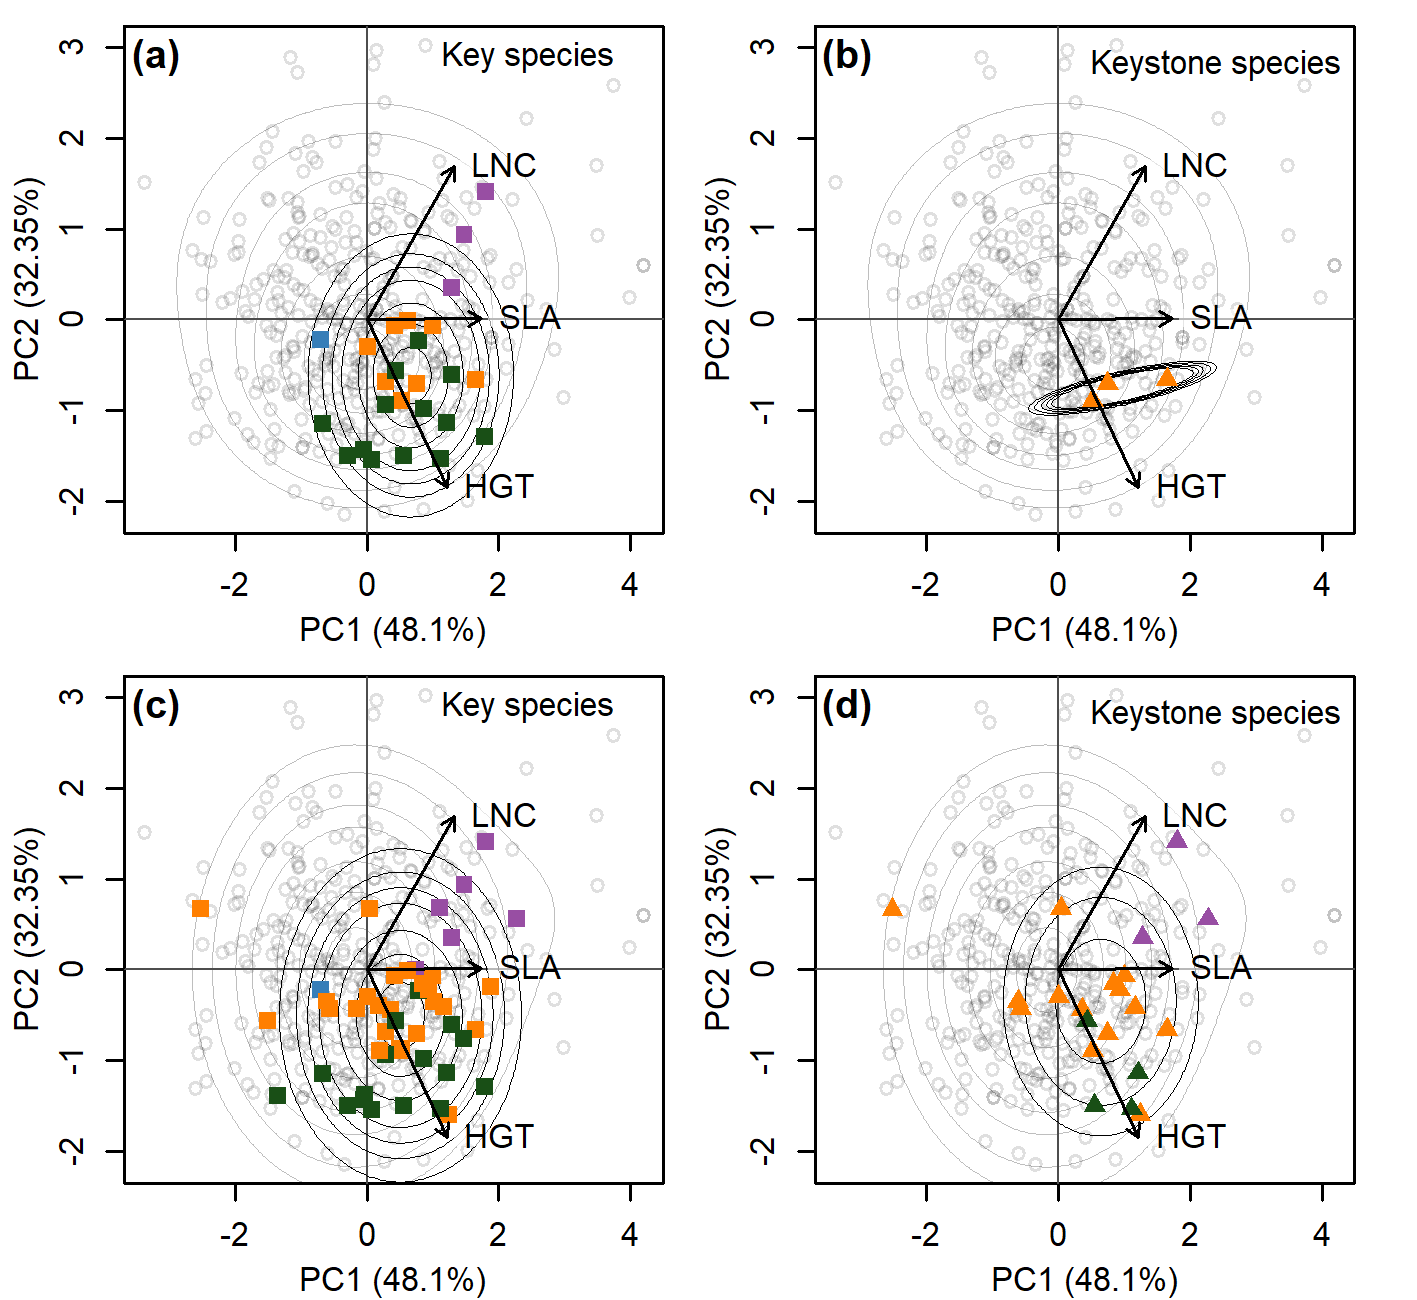 (a) Key species
3
2
1
0
-1
-2
PC2 (32.35%)
LNC
SLA
HGT
-2 0 2 4
PC1 (48.1%)
(b) Keystone species
3
2
1
0
-1
-2
PC2 (32.35%)
LNC
SLA
HGT
-2 0 2 4
PC1 (48.1%)
(c) Key species
3
2
1
0
-1
-2
PC2 (32.35%)
LNC
SLA
HGT
-2 0 2 4
PC1 (48.1%)
(d) Keystone species
3
2
1
0
-1
-2
PC2 (32.35%)
LNC
SLA
HGT
-2 0 2 4
PC1 (48.1%)